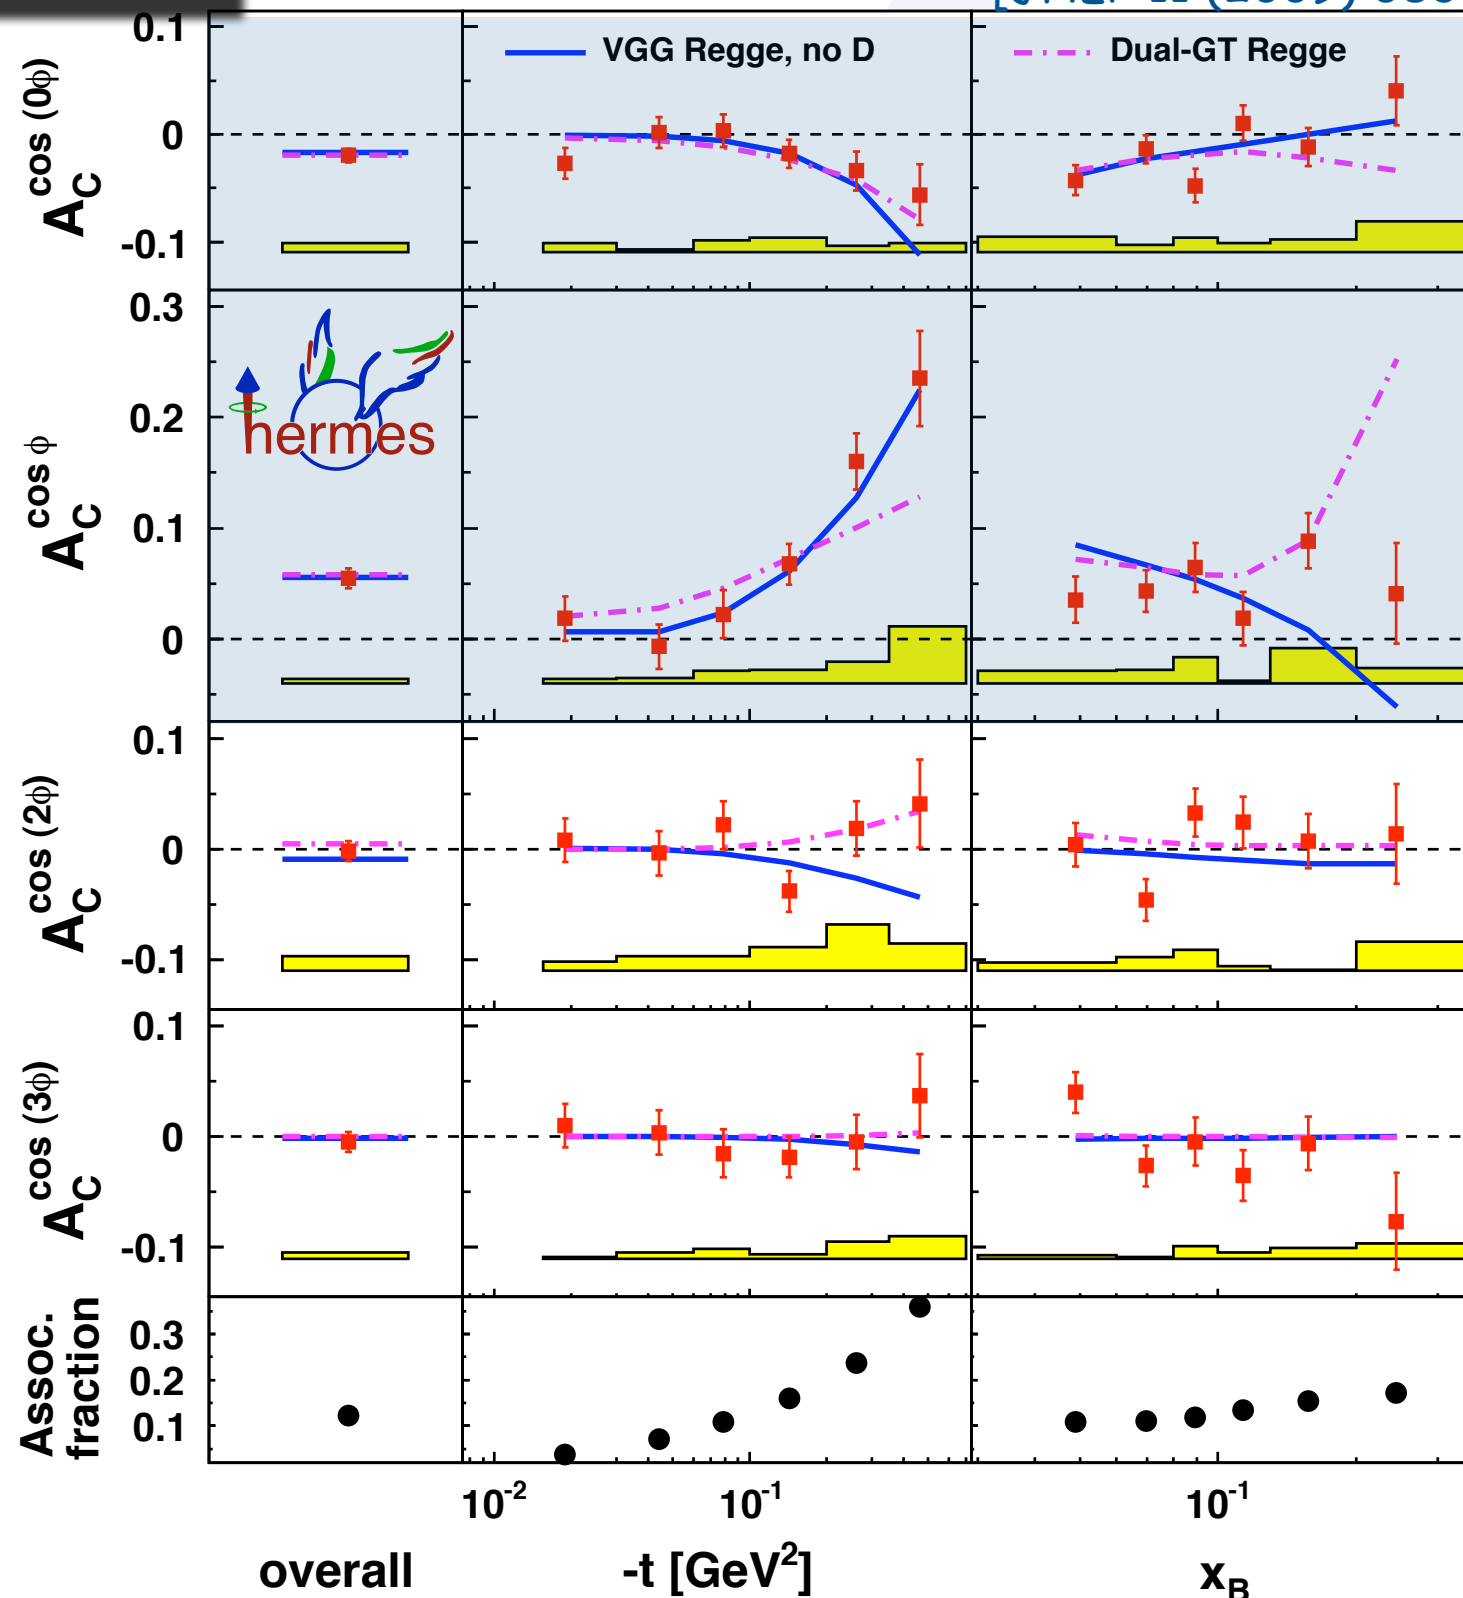 VGG Regge, no D
Dual-GT Regge
A_C^cos (0ϕ)
0.1
0
-0.1
hermes
A_C^cos ϕ
0.3
0.2
0.1
0
A_C^cos (2ϕ)
0.1
0
-0.1
A_C^cos (3ϕ)
0.1
0
-0.1
Assoc.
fraction
0.3
0.2
0.1
10^-2
10^-1
10^-1
overall
-t [GeV^2]
x_B